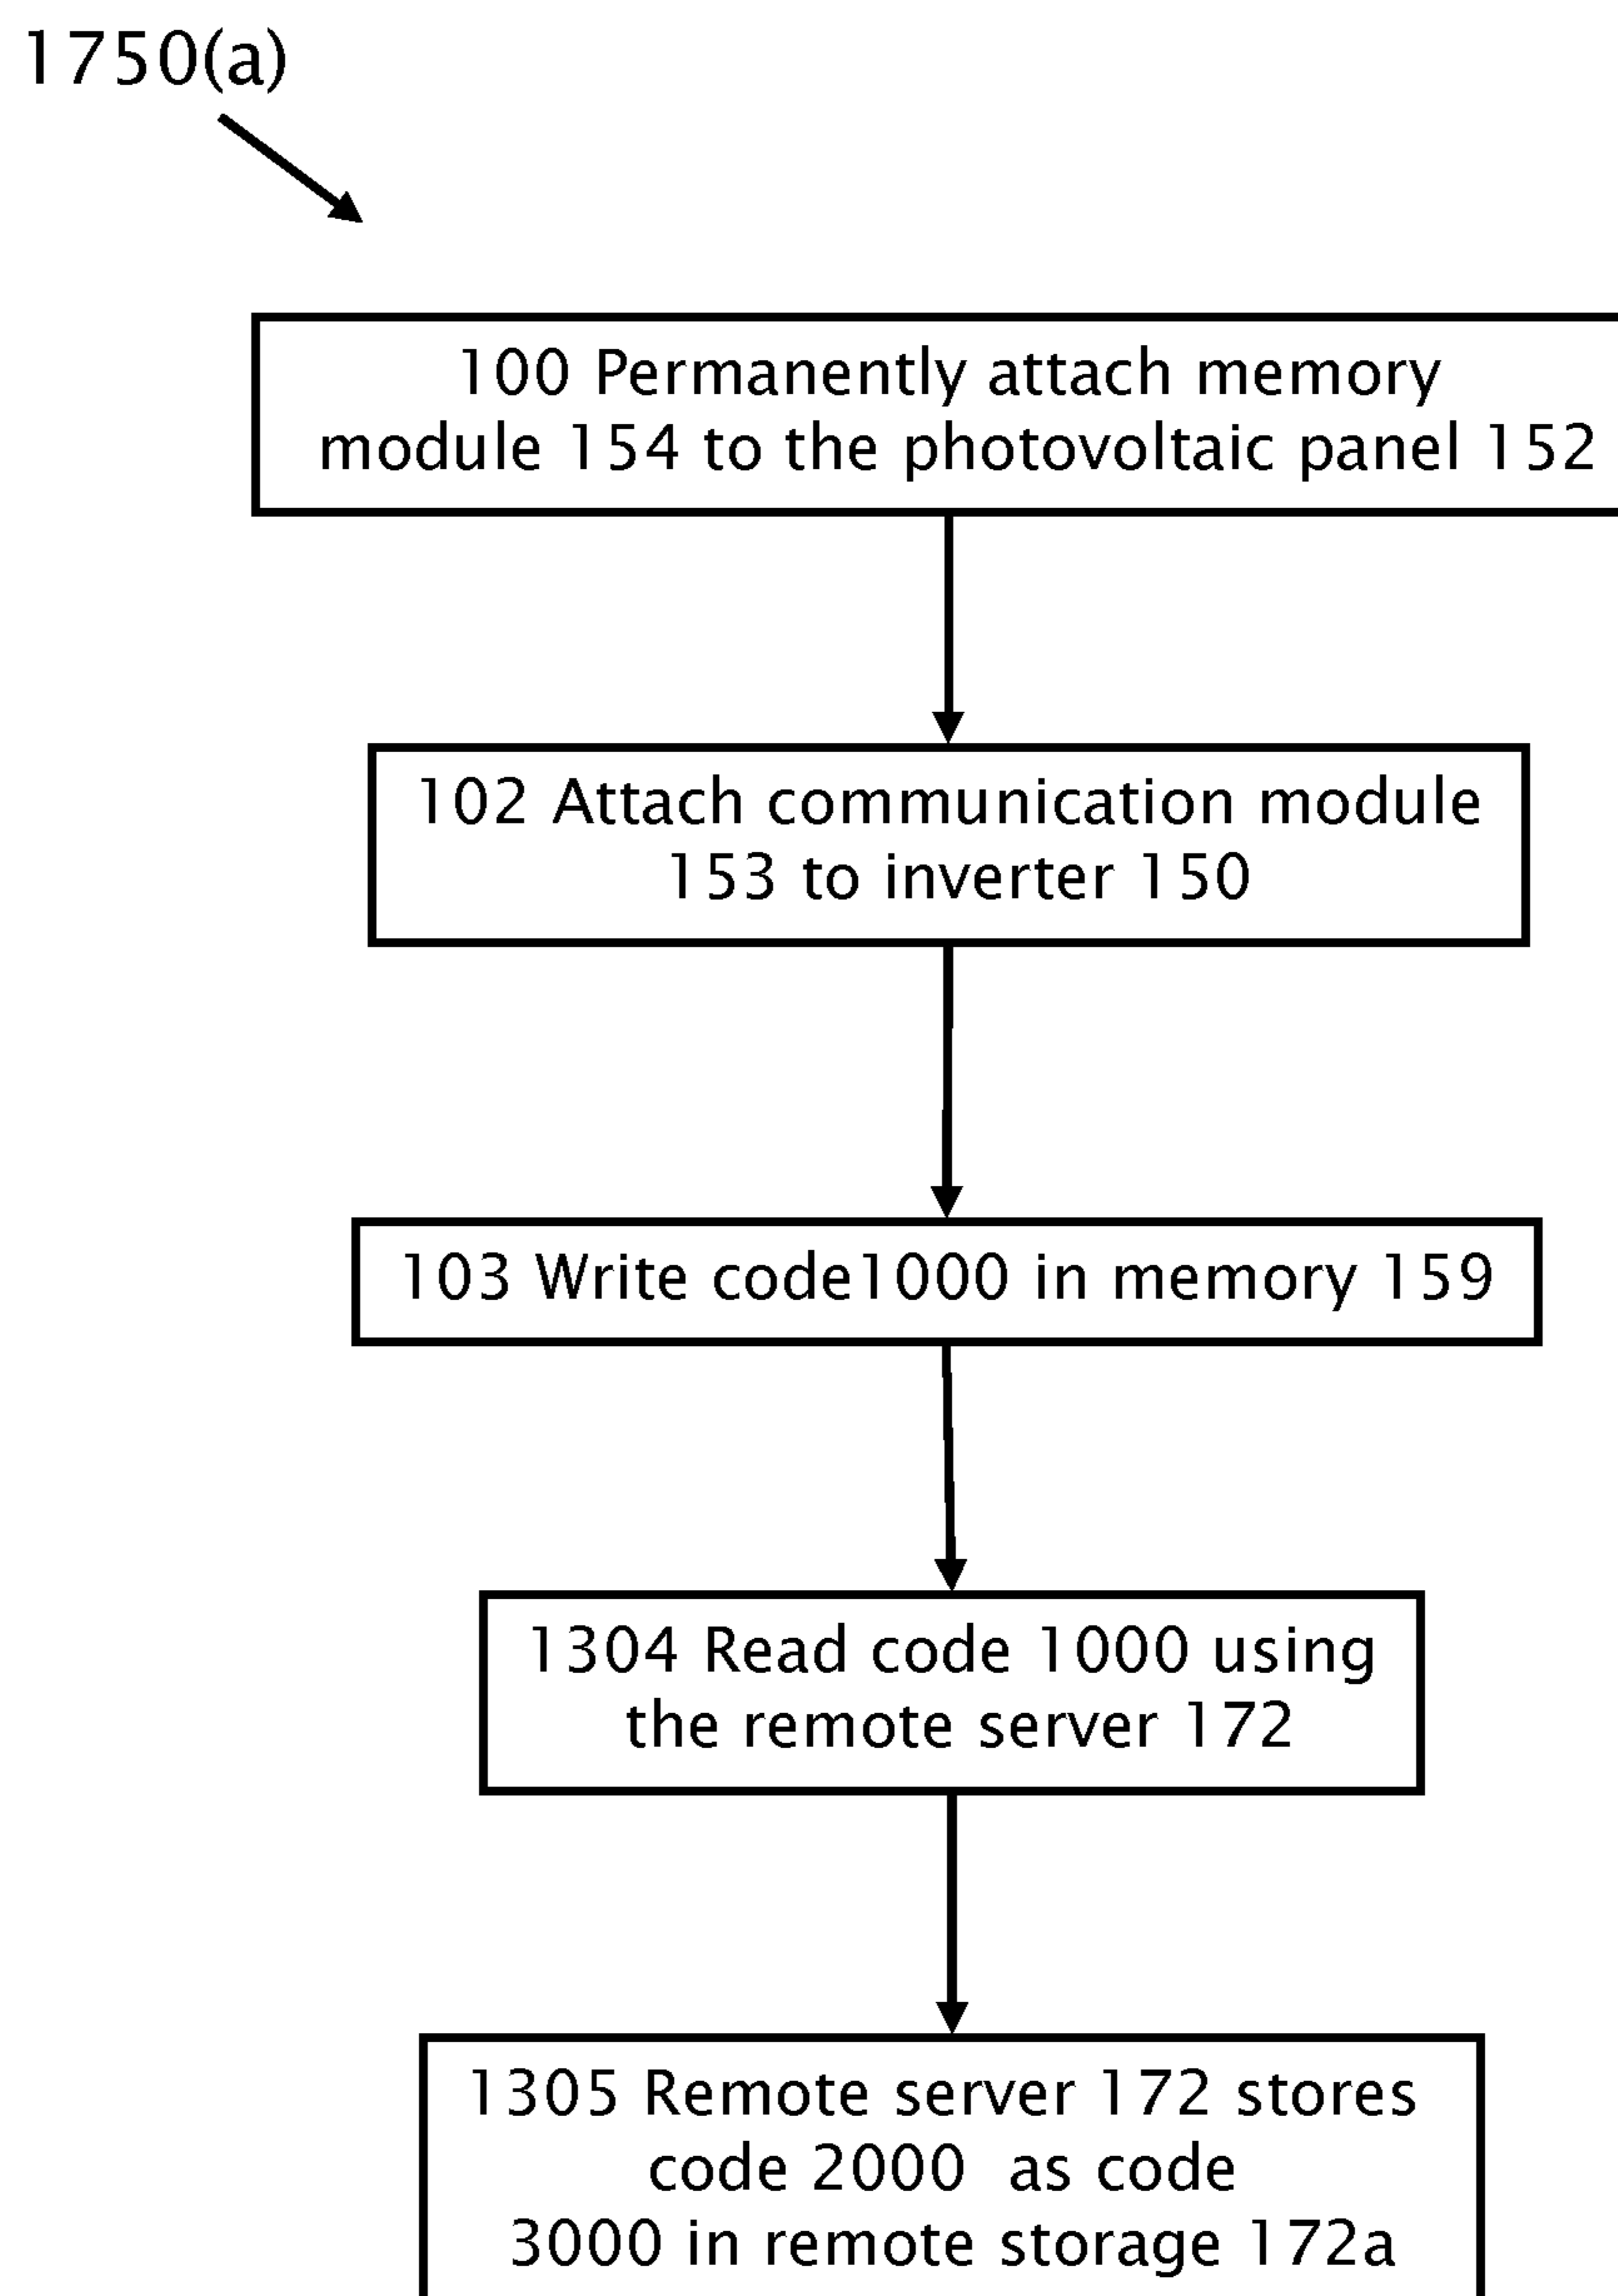 1750(a)
100 Permanently attach memory
module 154 to the photovoltaic panel 152
102 Attach communication module
153 to inverter 150
103 Write code1000 in memory 159
1304 Read code 1000 using
the remote server 172
1305 Remote server 172 stores
code 2000 as code
3000 in remote storage 172a